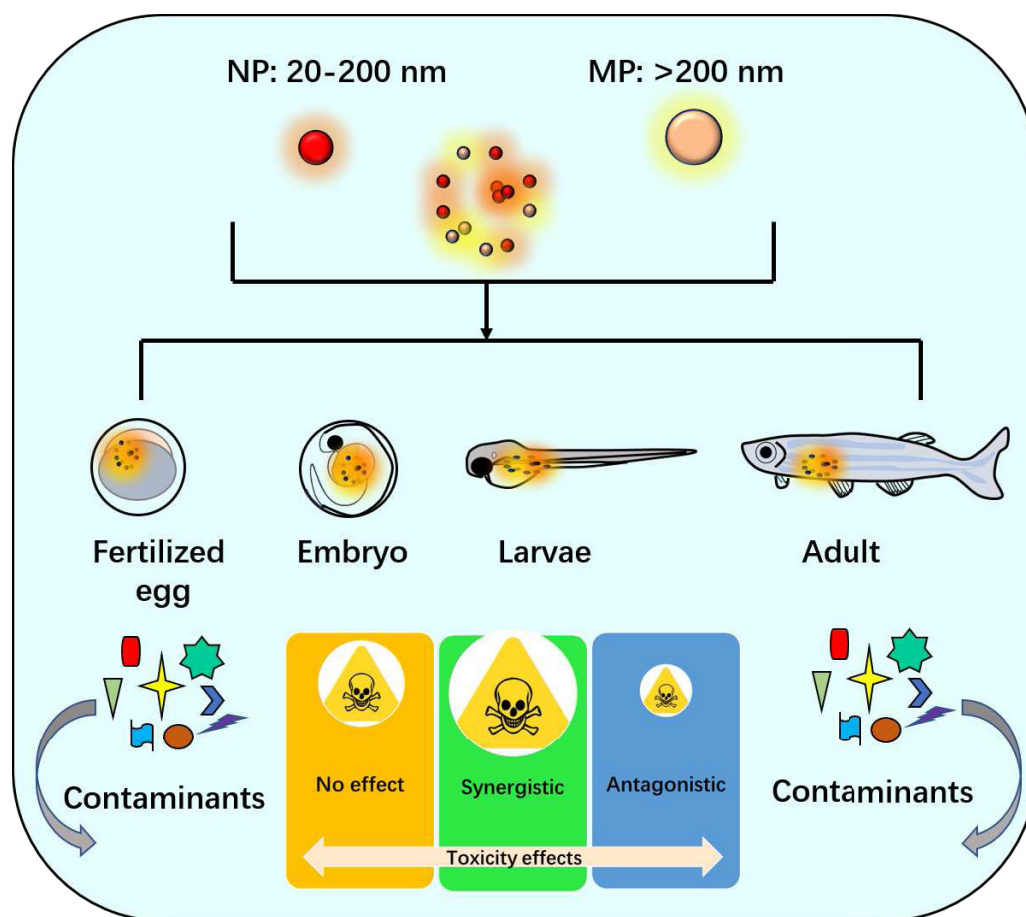 NP: 20-200 nm
MP: >200 nm
Fertilized
egg
Embryo
Larvae
Adult
Contaminants
No effect
Synergistic
Antagonistic
Contaminants
Toxicity effects